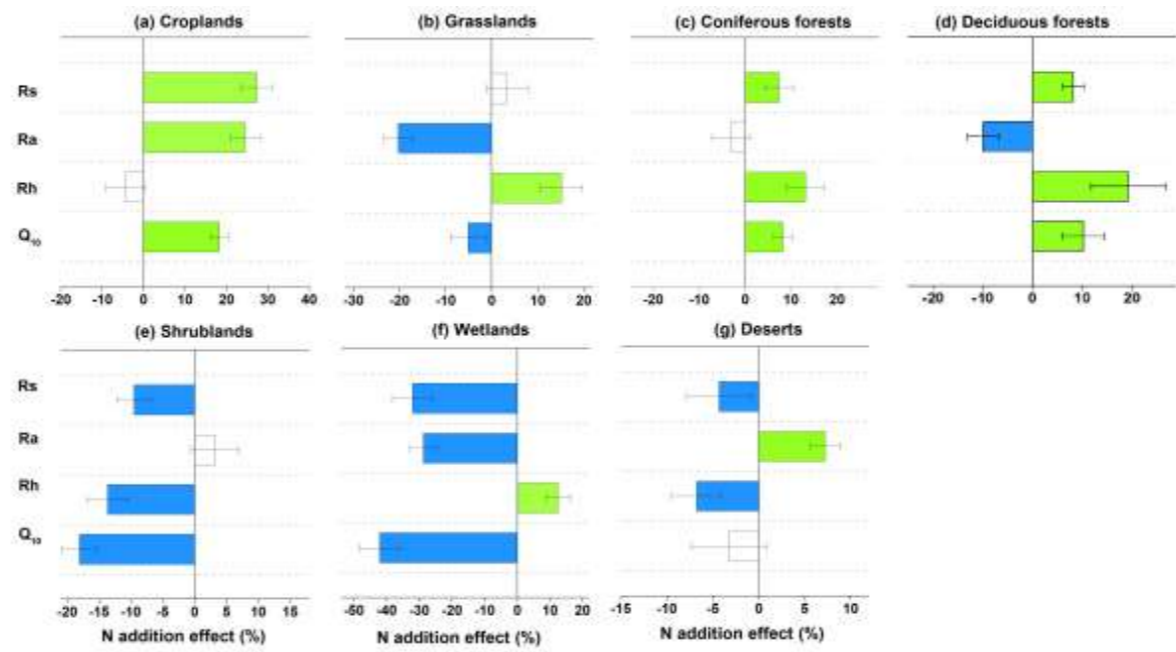 (a) Croplands (b) Grasslands (c) Coniferous forests (d) Deciduous forests
Rs
Ra
Rh
Q₁₀
-20 -10 0 10 20 30 40 -30 -20 -10 0 10 20 -20 -10 0 10 20 -20 -10 0 10 20
(e) Shrublands (f) Wetlands (g) Deserts
Rs
Ra
Rh
Q₁₀
-20 -15 -10 -5 0 5 10 15 -50 -40 -30 -20 -10 0 10 20 -15 -10 -5 0 5 10
N addition effect (%) N addition effect (%) N addition effect (%)